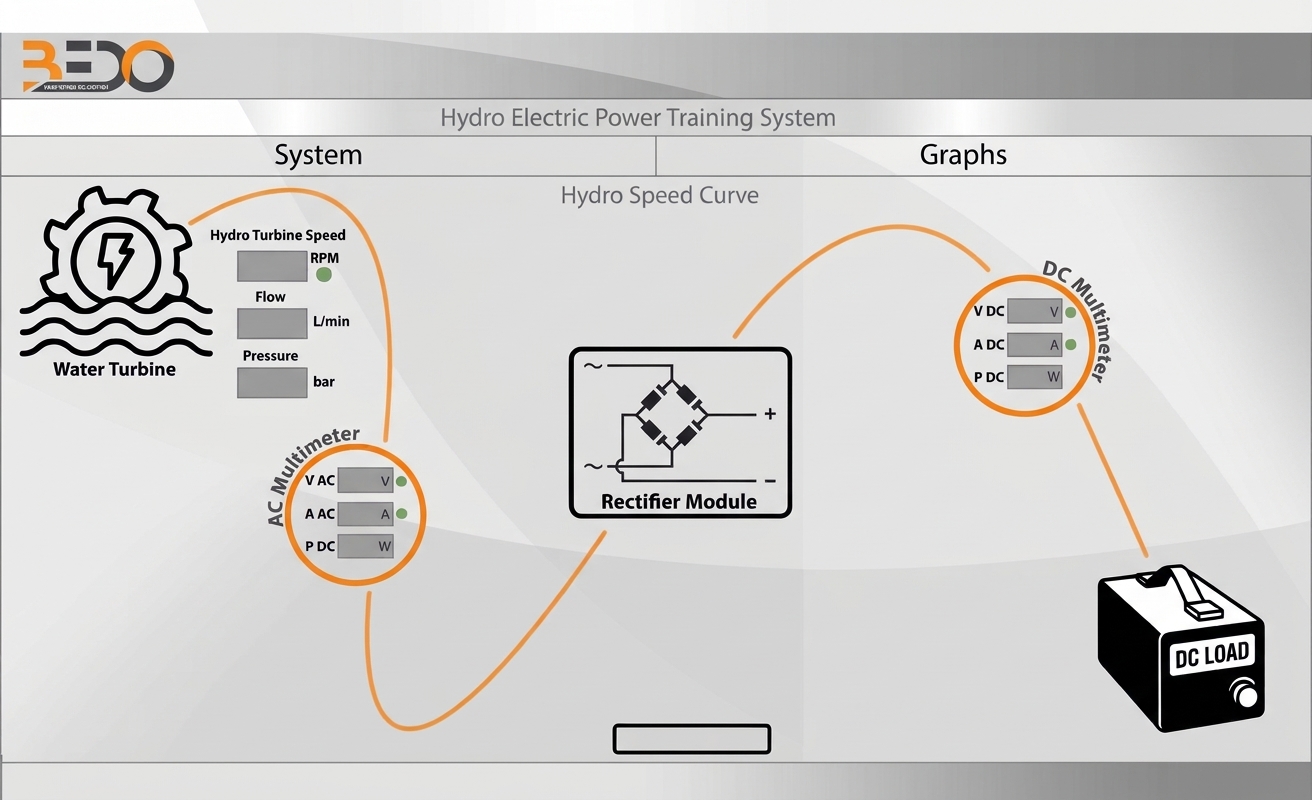 BEDO
Hydro Electric Power Training System
System
Graphs
Hydro Speed Curve
Hydro Turbine Speed
RPM
Flow
L/min
Pressure
bar
Water Turbine
AC Multimeter
V AC V
A AC A
P DC W
~
+
~
-
Rectifier Module
DC Multimeter
V DC V
A DC A
P DC W
DC LOAD